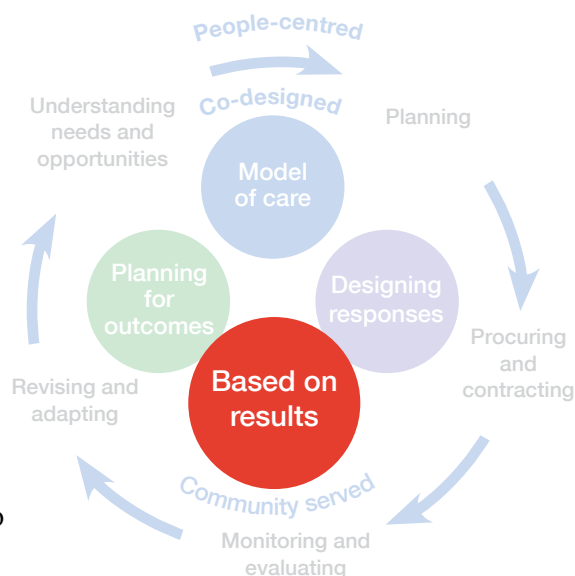 People-centred
Co-designed
Understanding
needs and
opportunities
Planning
Model
of care
Planning
for
outcomes
Designing
responses
Based on
results
Procuring
and
contracting
Revising and
adapting
Community served
Monitoring and
evaluating